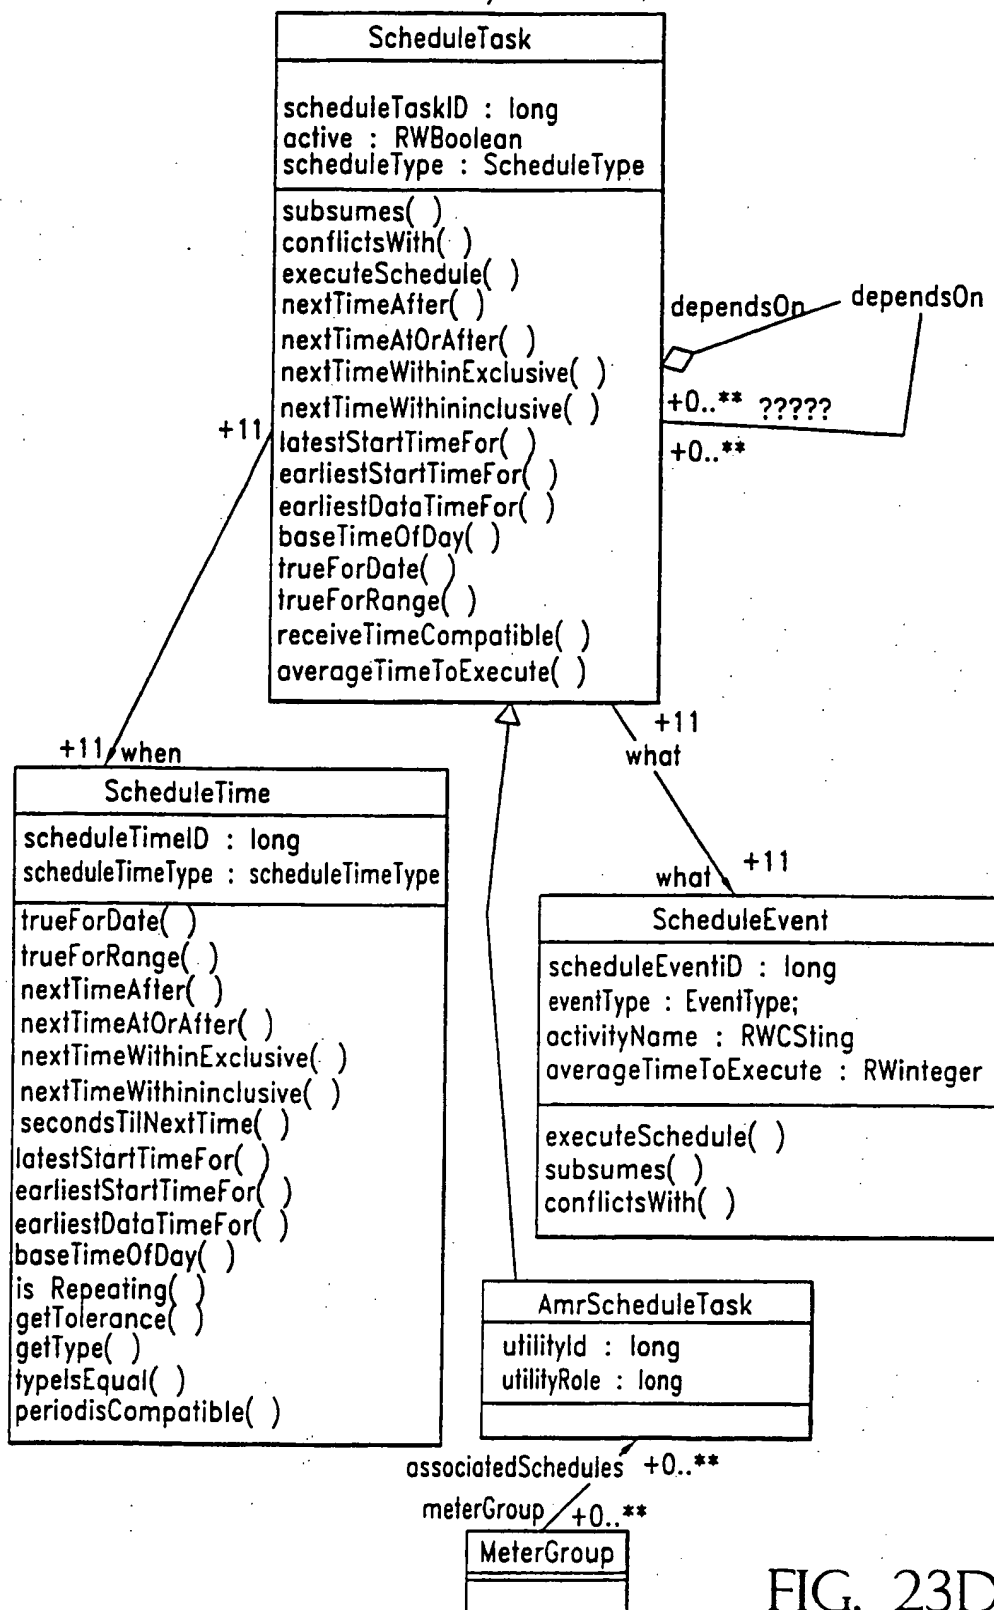 ScheduleTask
scheduleTaskID : long
active : RWBoolean
scheduleType : ScheduleType
subsumes( )
conflictsWith( )
executeSchedule( )
nextTimeAfter( )
nextTimeAtOrAfter( )
nextTimeWithinExclusive( )
nextTimeWithininclusive( )
latestStartTimeFor( )
earliestStartTimeFor( )
earliestDataTimeFor( )
baseTimeOfDay( )
trueForDate( )
trueForRange( )
receiveTimeCompatible( )
averageTimeToExecute( )
dependsOn
dependsOn
+0..** ?????
+0..**
+11
+11
when
+11
what
+11
what
ScheduleTime
scheduleTimeID : long
scheduleTimeType : scheduleTimeType
trueForDate( )
trueForRange( )
nextTimeAfter( )
nextTimeAtOrAfter( )
nextTimeWithinExclusive( )
nextTimeWithininclusive( )
secondsTilNextTime( )
latestStartTimeFor( )
earliestStartTimeFor( )
earliestDataTimeFor( )
baseTimeOfDay( )
is Repeating( )
getTolerance( )
getType( )
typeIsEqual( )
periodisCompatible( )
ScheduleEvent
scheduleEventiD : long
eventType : EventType;
activityName : RWCSting
averageTimeToExecute : RWinteger
executeSchedule( )
subsumes( )
conflictsWith( )
AmrScheduleTask
utilityId : long
utilityRole : long
associatedSchedules +0..**
meterGroup +0..**
MeterGroup
FIG. 23D